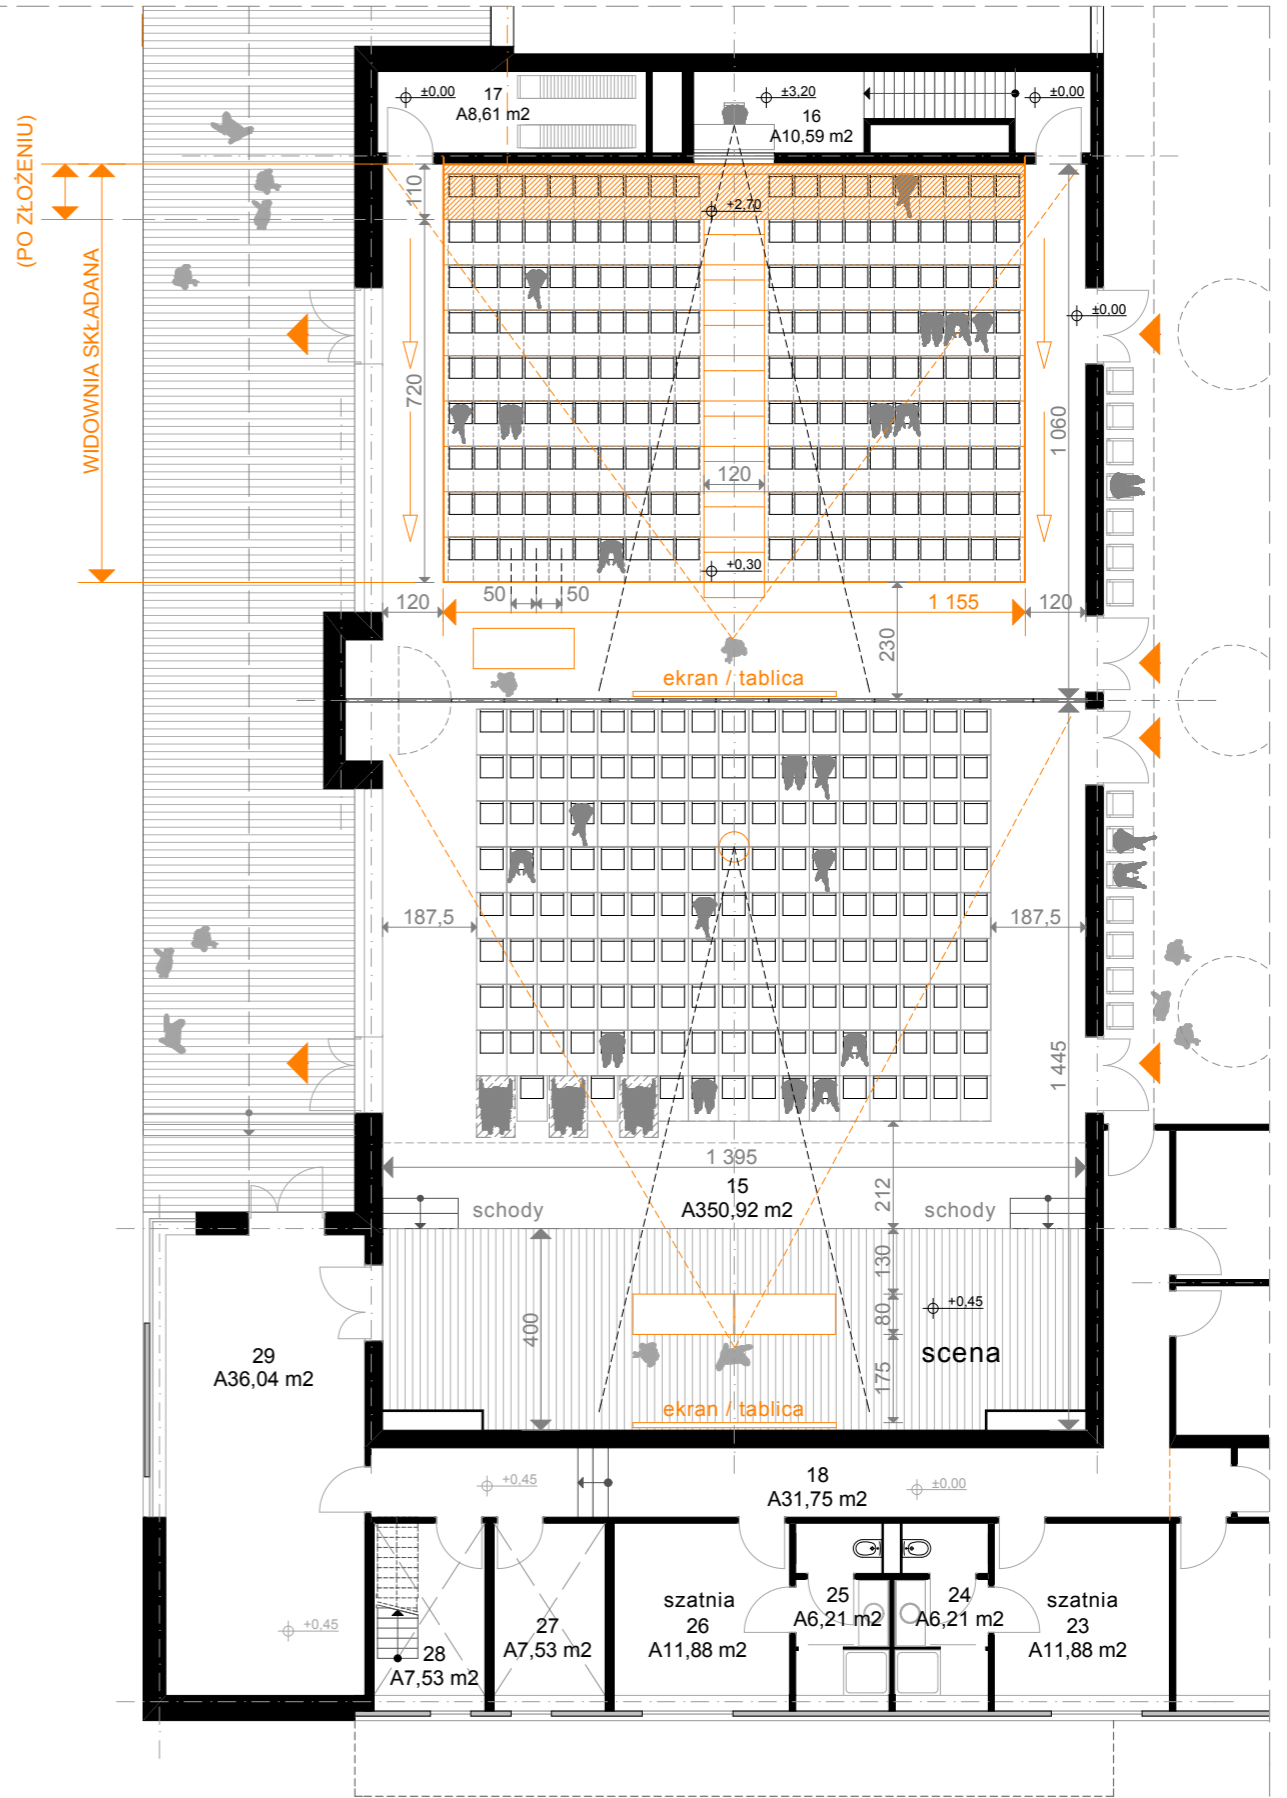 ±0,00
17
A8,61 m2
±3,20
16
A10,59 m2
±0,00
(PO ZŁOŻENIU)
WIDOWNIA SKŁADANA
110
+2,70
720
±0,00
1 060
120
+0,30
50
50
120
1 155
120
230
ekran / tablica
187,5
187,5
1 445
1 395
15
A350,92 m2
212
schody
schody
130
400
80
+0,45
175
scena
ekran / tablica
29
A36,04 m2
+0,45
18
A31,75 m2
±0,00
szatnia
26
A11,88 m2
25
A6,21 m2
24
A6,21 m2
szatnia
23
A11,88 m2
27
A7,53 m2
28
A7,53 m2
+0,45